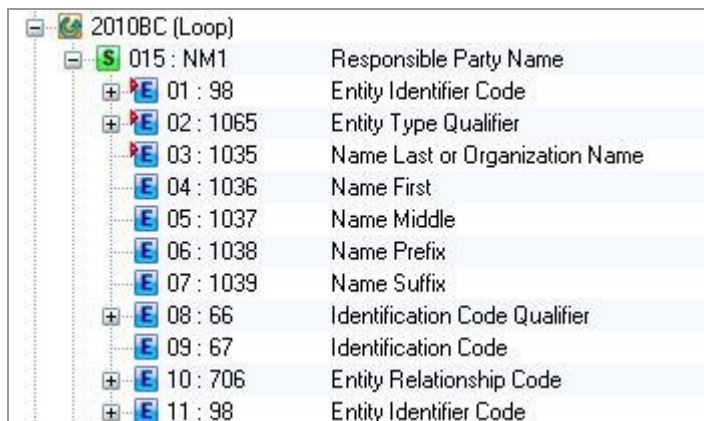 2010BC (Loop)
S 015 : NM1 Responsible Party Name
E 01 : 98 Entity Identifier Code
E 02 : 1065 Entity Type Qualifier
E 03 : 1035 Name Last or Organization Name
E 04 : 1036 Name First
E 05 : 1037 Name Middle
E 06 : 1038 Name Prefix
E 07 : 1039 Name Suffix
E 08 : 66 Identification Code Qualifier
E 09 : 67 Identification Code
E 10 : 706 Entity Relationship Code
E 11 : 98 Entity Identifier Code